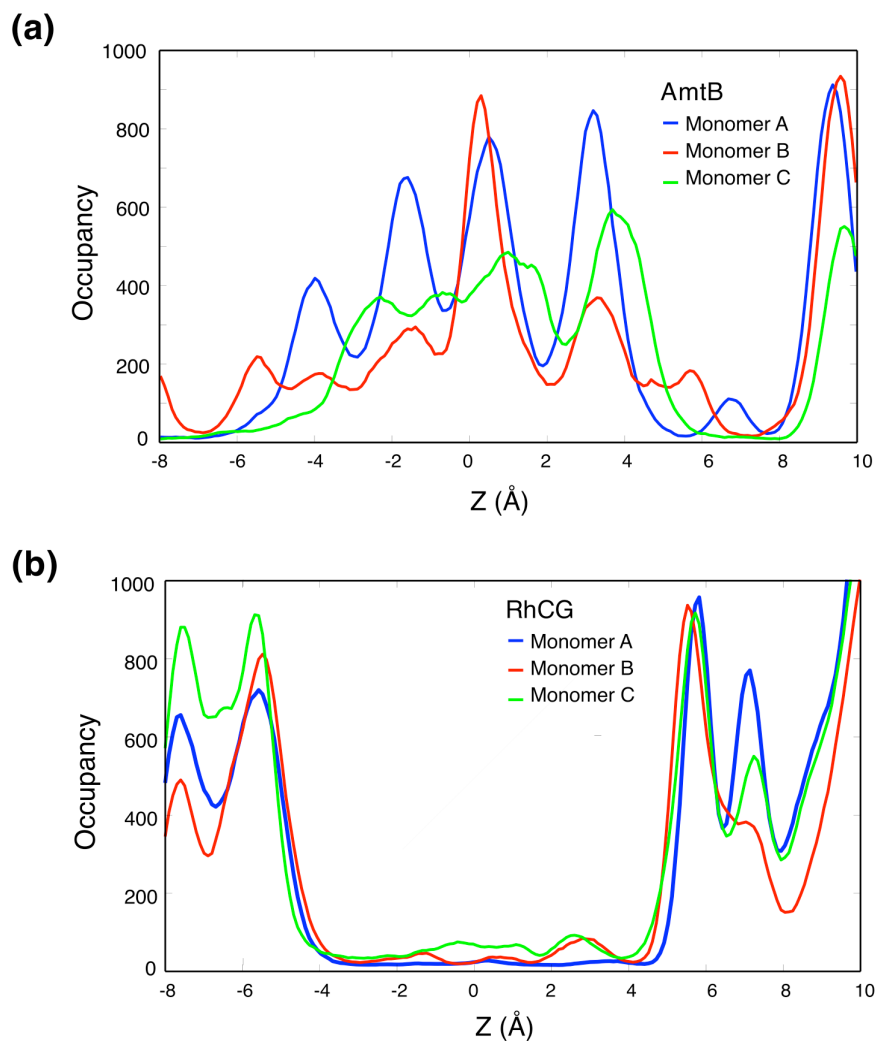 (a)
1000
800
600
400
200
0
Occupancy
AmtB
Monomer A
Monomer B
Monomer C
-8 -6 -4 -2 0 2 4 6 8 10
Z (Å)
(b)
1000
800
600
400
200
0
Occupancy
RhCG
Monomer A
Monomer B
Monomer C
-8 -6 -4 -2 0 2 4 6 8 10
Z (Å)